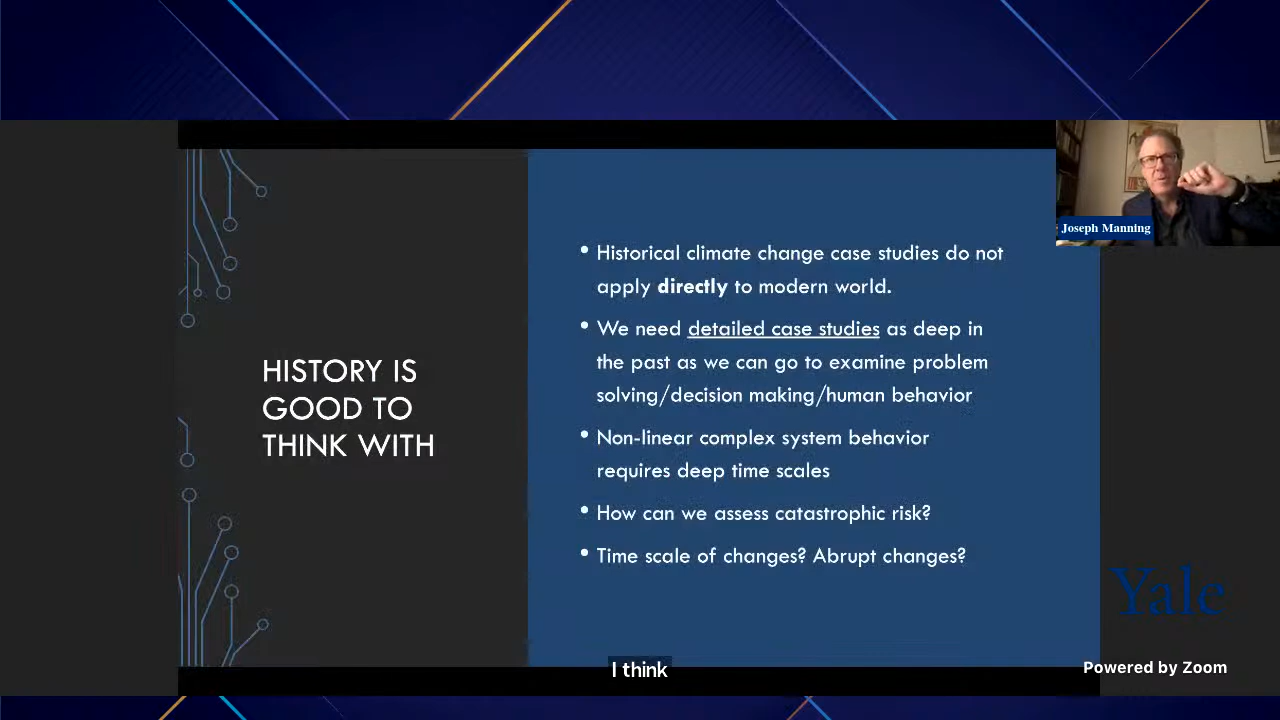 HISTORY IS
GOOD TO
THINK WITH
• Historical climate change case studies do not
apply directly to modern world.
• We need detailed case studies as deep in
the past as we can go to examine problem
solving/decision making/human behavior
• Non-linear complex system behavior
requires deep time scales
• How can we assess catastrophic risk?
• Time scale of changes? Abrupt changes?
Joseph Manning
Yale
I think
Powered by Zoom